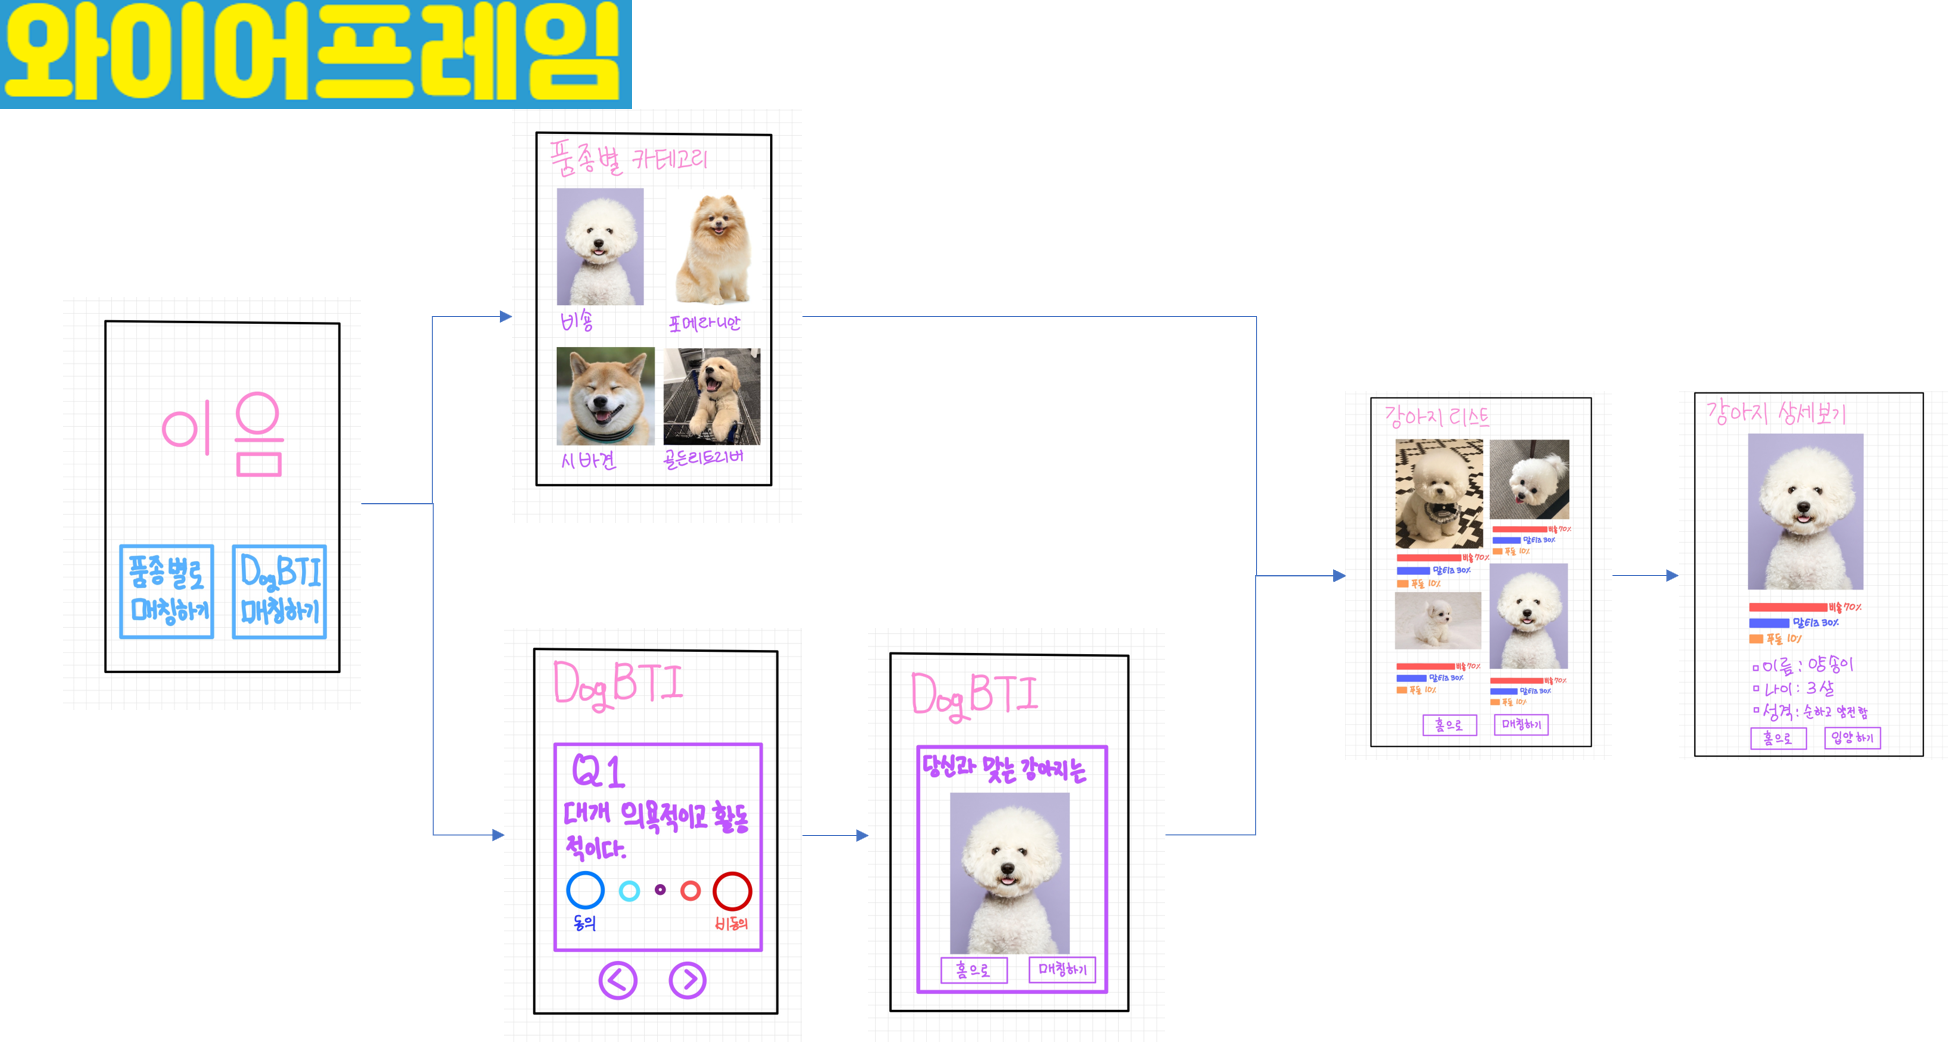 와이어프레임
이음
품종별로
매칭하기
DogBTI
매칭하기
품종별 카테고리
비숑
포메라니안
시바견
골든리트리버
DogBTI
Q1
대개 의욕적이고 활동
적이다.
동의
비동의
DogBTI
당신과 맞는 강아지는
홈으로
매칭하기
강아지 리스트
비숑 70%
말티즈 30%
푸들 10%
비숑 70%
말티즈 30%
푸들 10%
비숑 70%
말티즈 30%
푸들 10%
비숑 70%
말티즈 30%
푸들 10%
홈으로
매칭하기
강아지 상세보기
비숑 70%
말티즈 30%
푸들 10%
이름: 양송이
나이: 3살
성격: 순하고 얌전함
홈으로
입양하기